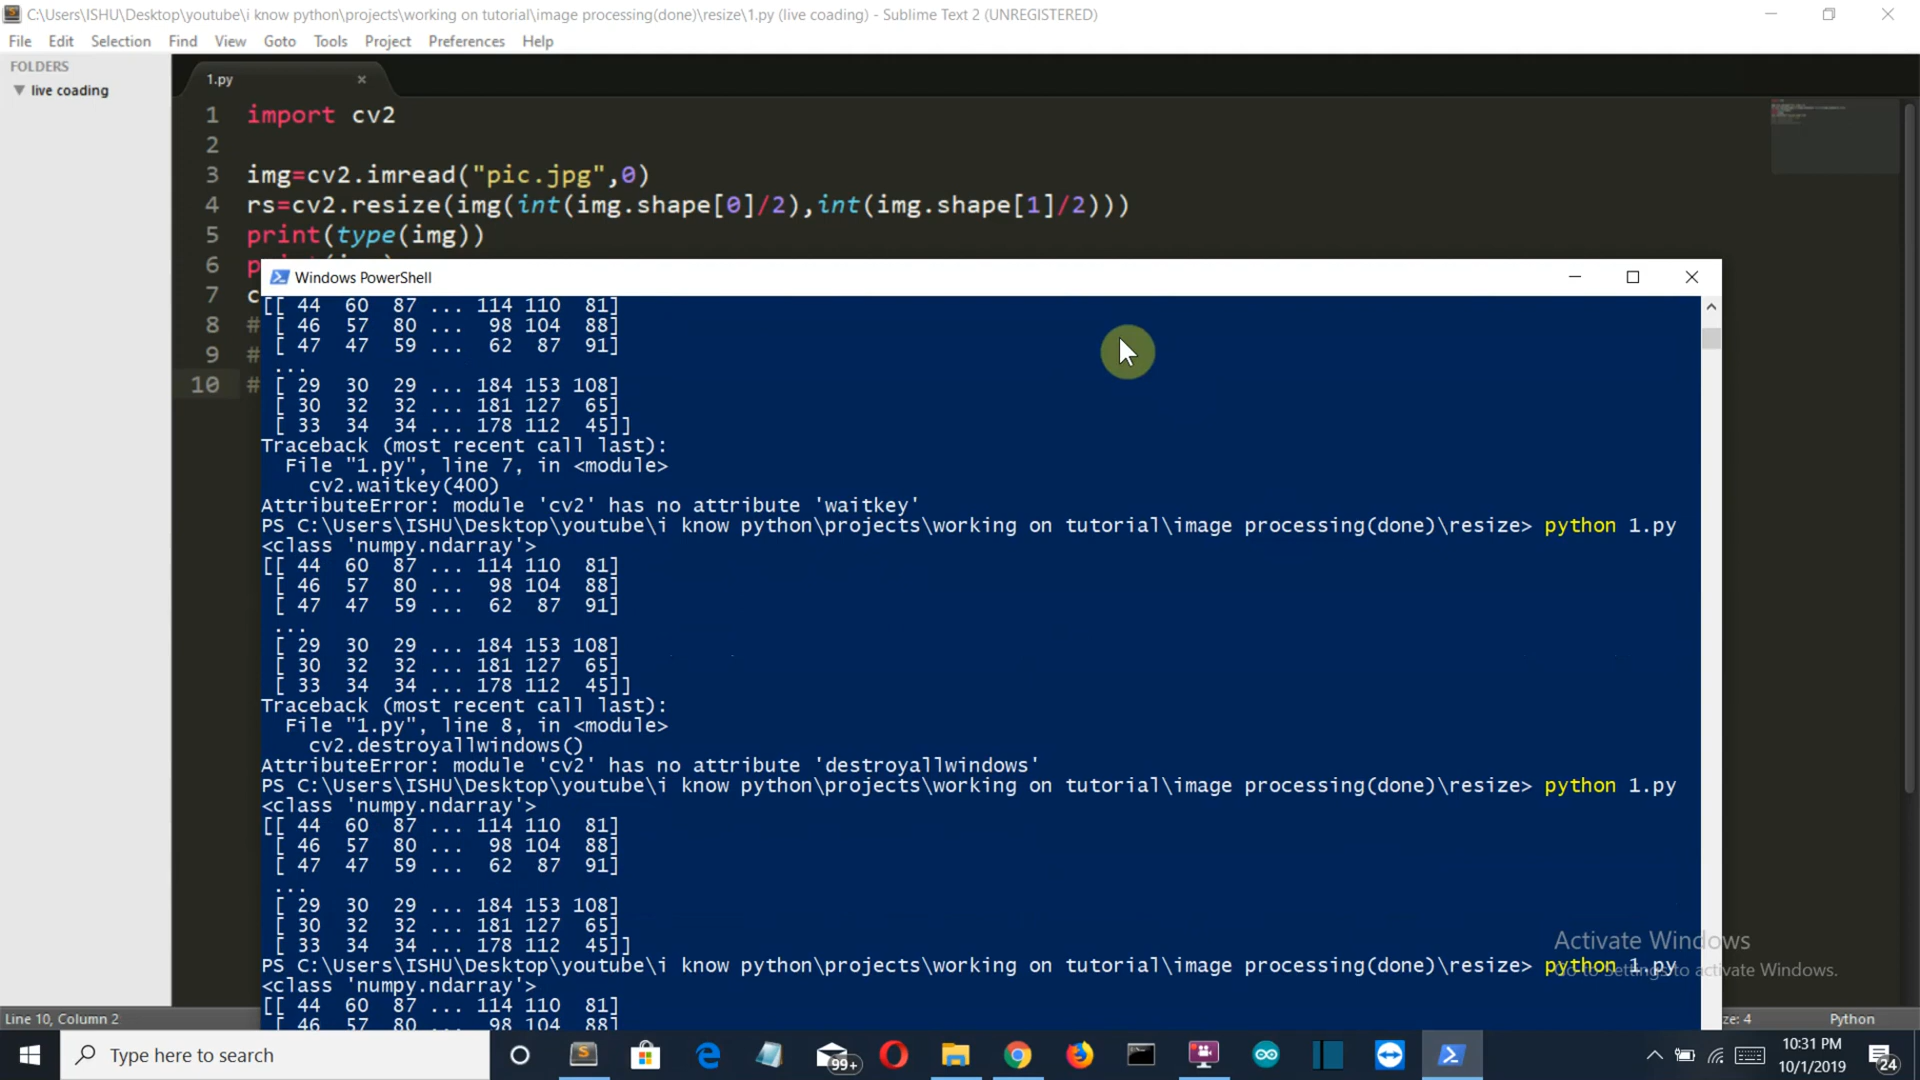 C:\Users\ISHU\Desktop\youtube\i know python\projects\working on tutorial\image processing(done)\resize\1.py (live coading) - Sublime Text 2 (UNREGISTERED)
File Edit Selection Find View Goto Tools Project Preferences Help
FOLDERS
live coading
1.py
1 import cv2
2
3 img=cv2.imread("pic.jpg",0)
4 rs=cv2.resize(img(int(img.shape[0]/2),int(img.shape[1]/2)))
5 print(type(img))
6 p
7 c
8 #
9 #
10 #
Windows PowerShell
[[ 44 60 87 ... 114 110 81]
[ 46 57 80 ... 98 104 88]
[ 47 47 59 ... 62 87 91]
...
[ 29 30 29 ... 184 153 108]
[ 30 32 32 ... 181 127 65]
[ 33 34 34 ... 178 112 45]]
Traceback (most recent call last):
File "1.py", line 7, in <module>
cv2.waitkey(400)
AttributeError: module 'cv2' has no attribute 'waitkey'
PS C:\Users\ISHU\Desktop\youtube\i know python\projects\working on tutorial\image processing(done)\resize> python 1.py
<class 'numpy.ndarray'>
[[ 44 60 87 ... 114 110 81]
[ 46 57 80 ... 98 104 88]
[ 47 47 59 ... 62 87 91]
...
[ 29 30 29 ... 184 153 108]
[ 30 32 32 ... 181 127 65]
[ 33 34 34 ... 178 112 45]]
Traceback (most recent call last):
File "1.py", line 8, in <module>
cv2.destroyallwindows()
AttributeError: module 'cv2' has no attribute 'destroyallwindows'
PS C:\Users\ISHU\Desktop\youtube\i know python\projects\working on tutorial\image processing(done)\resize> python 1.py
<class 'numpy.ndarray'>
[[ 44 60 87 ... 114 110 81]
[ 46 57 80 ... 98 104 88]
[ 47 47 59 ... 62 87 91]
...
[ 29 30 29 ... 184 153 108]
[ 30 32 32 ... 181 127 65]
[ 33 34 34 ... 178 112 45]]
PS C:\Users\ISHU\Desktop\youtube\i know python\projects\working on tutorial\image processing(done)\resize> python 1.py
<class 'numpy.ndarray'>
[[ 44 60 87 ... 114 110 81]
[ 46 57 80 ... 98 104 88]
Activate Windows
Go to Settings to activate Windows.
Line 10, Column 2 ze: 4 Python
Type here to search 99+ 10:31 PM
10/1/2019 24